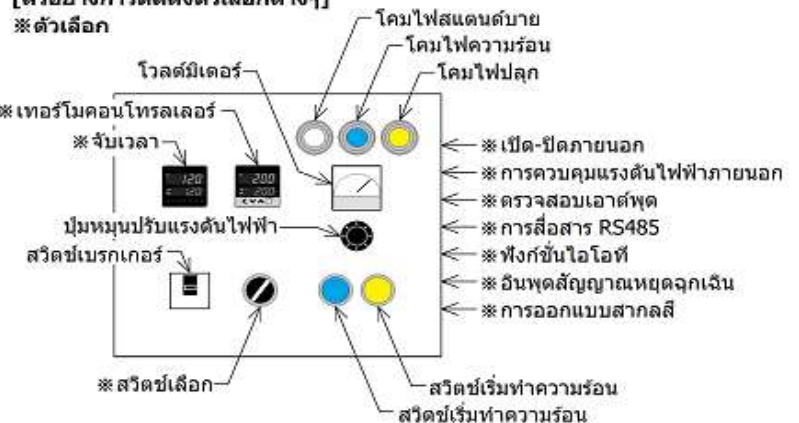 [ตัวอย่างการติดตั้งตัวเลือกต่างๆ]
※ตัวเลือก
โคมไฟสแตนด์บาย
โคมไฟความร้อน
โคมไฟปลุก
โวลต์มิเตอร์
※เทอร์โมคอนโทรลเลอร์
※จับเวลา
120
120
200
200
※เปิด-ปิดภายนอก
※การควบคุมแรงดันไฟฟ้าภายนอก
※ตรวจสอบเอาต์พุต
※การสื่อสาร RS485
※ฟังก์ชั่นไอโอที
※อินพุตสัญญาณหยุดฉุกเฉิน
※การออกแบบสากลสี
ปุ่มหมุนปรับแรงดันไฟฟ้า
สวิตช์เบรกเกอร์
※สวิตช์เลือก
สวิตช์เริ่มทำความร้อน
สวิตช์เริ่มทำความร้อน